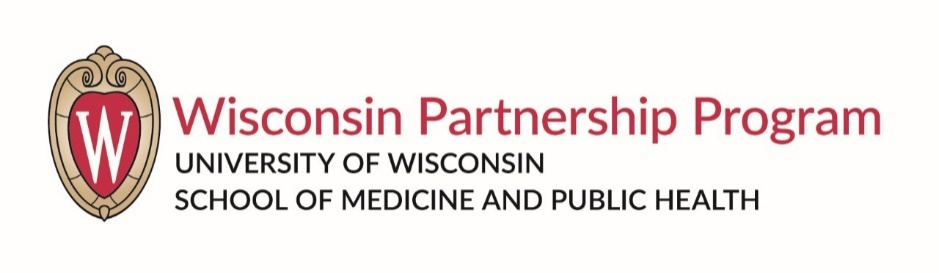 W
Wisconsin Partnership Program
UNIVERSITY OF WISCONSIN
SCHOOL OF MEDICINE AND PUBLIC HEALTH